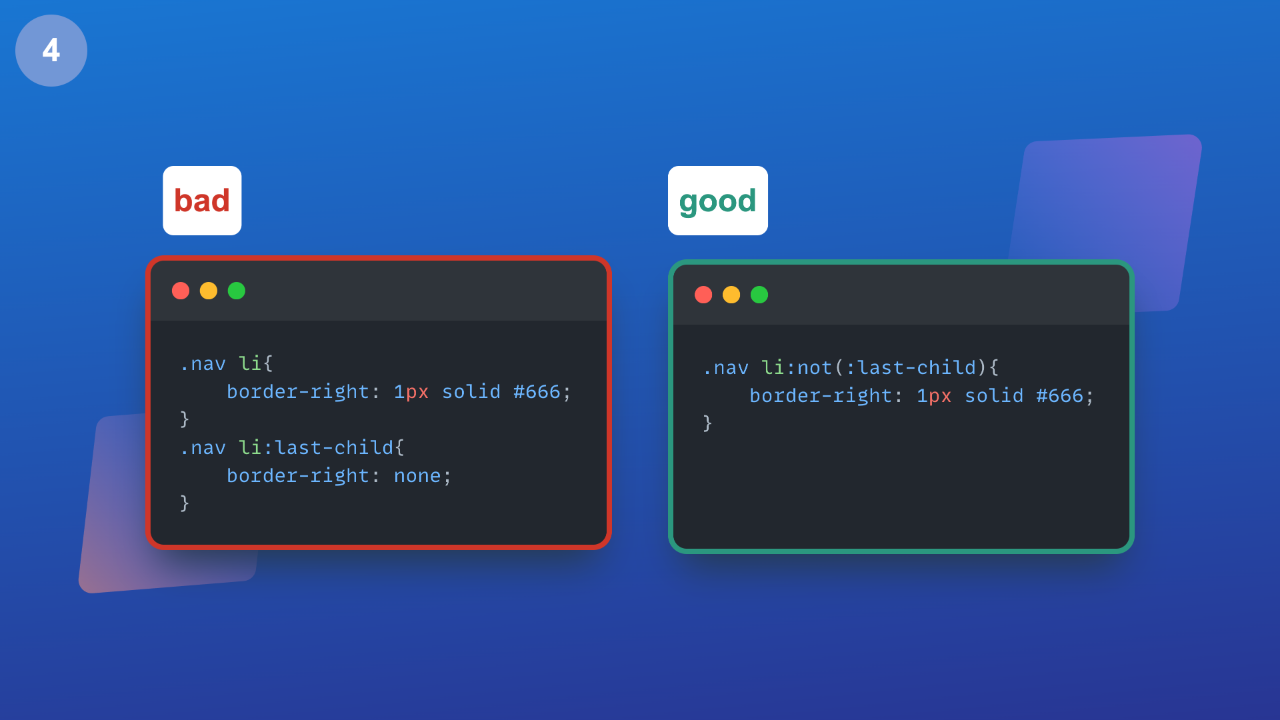 4
bad
.nav li{
    border-right: 1px solid #666;
}
.nav li:last-child{
    border-right: none;
}
good
.nav li:not(:last-child){
    border-right: 1px solid #666;
}